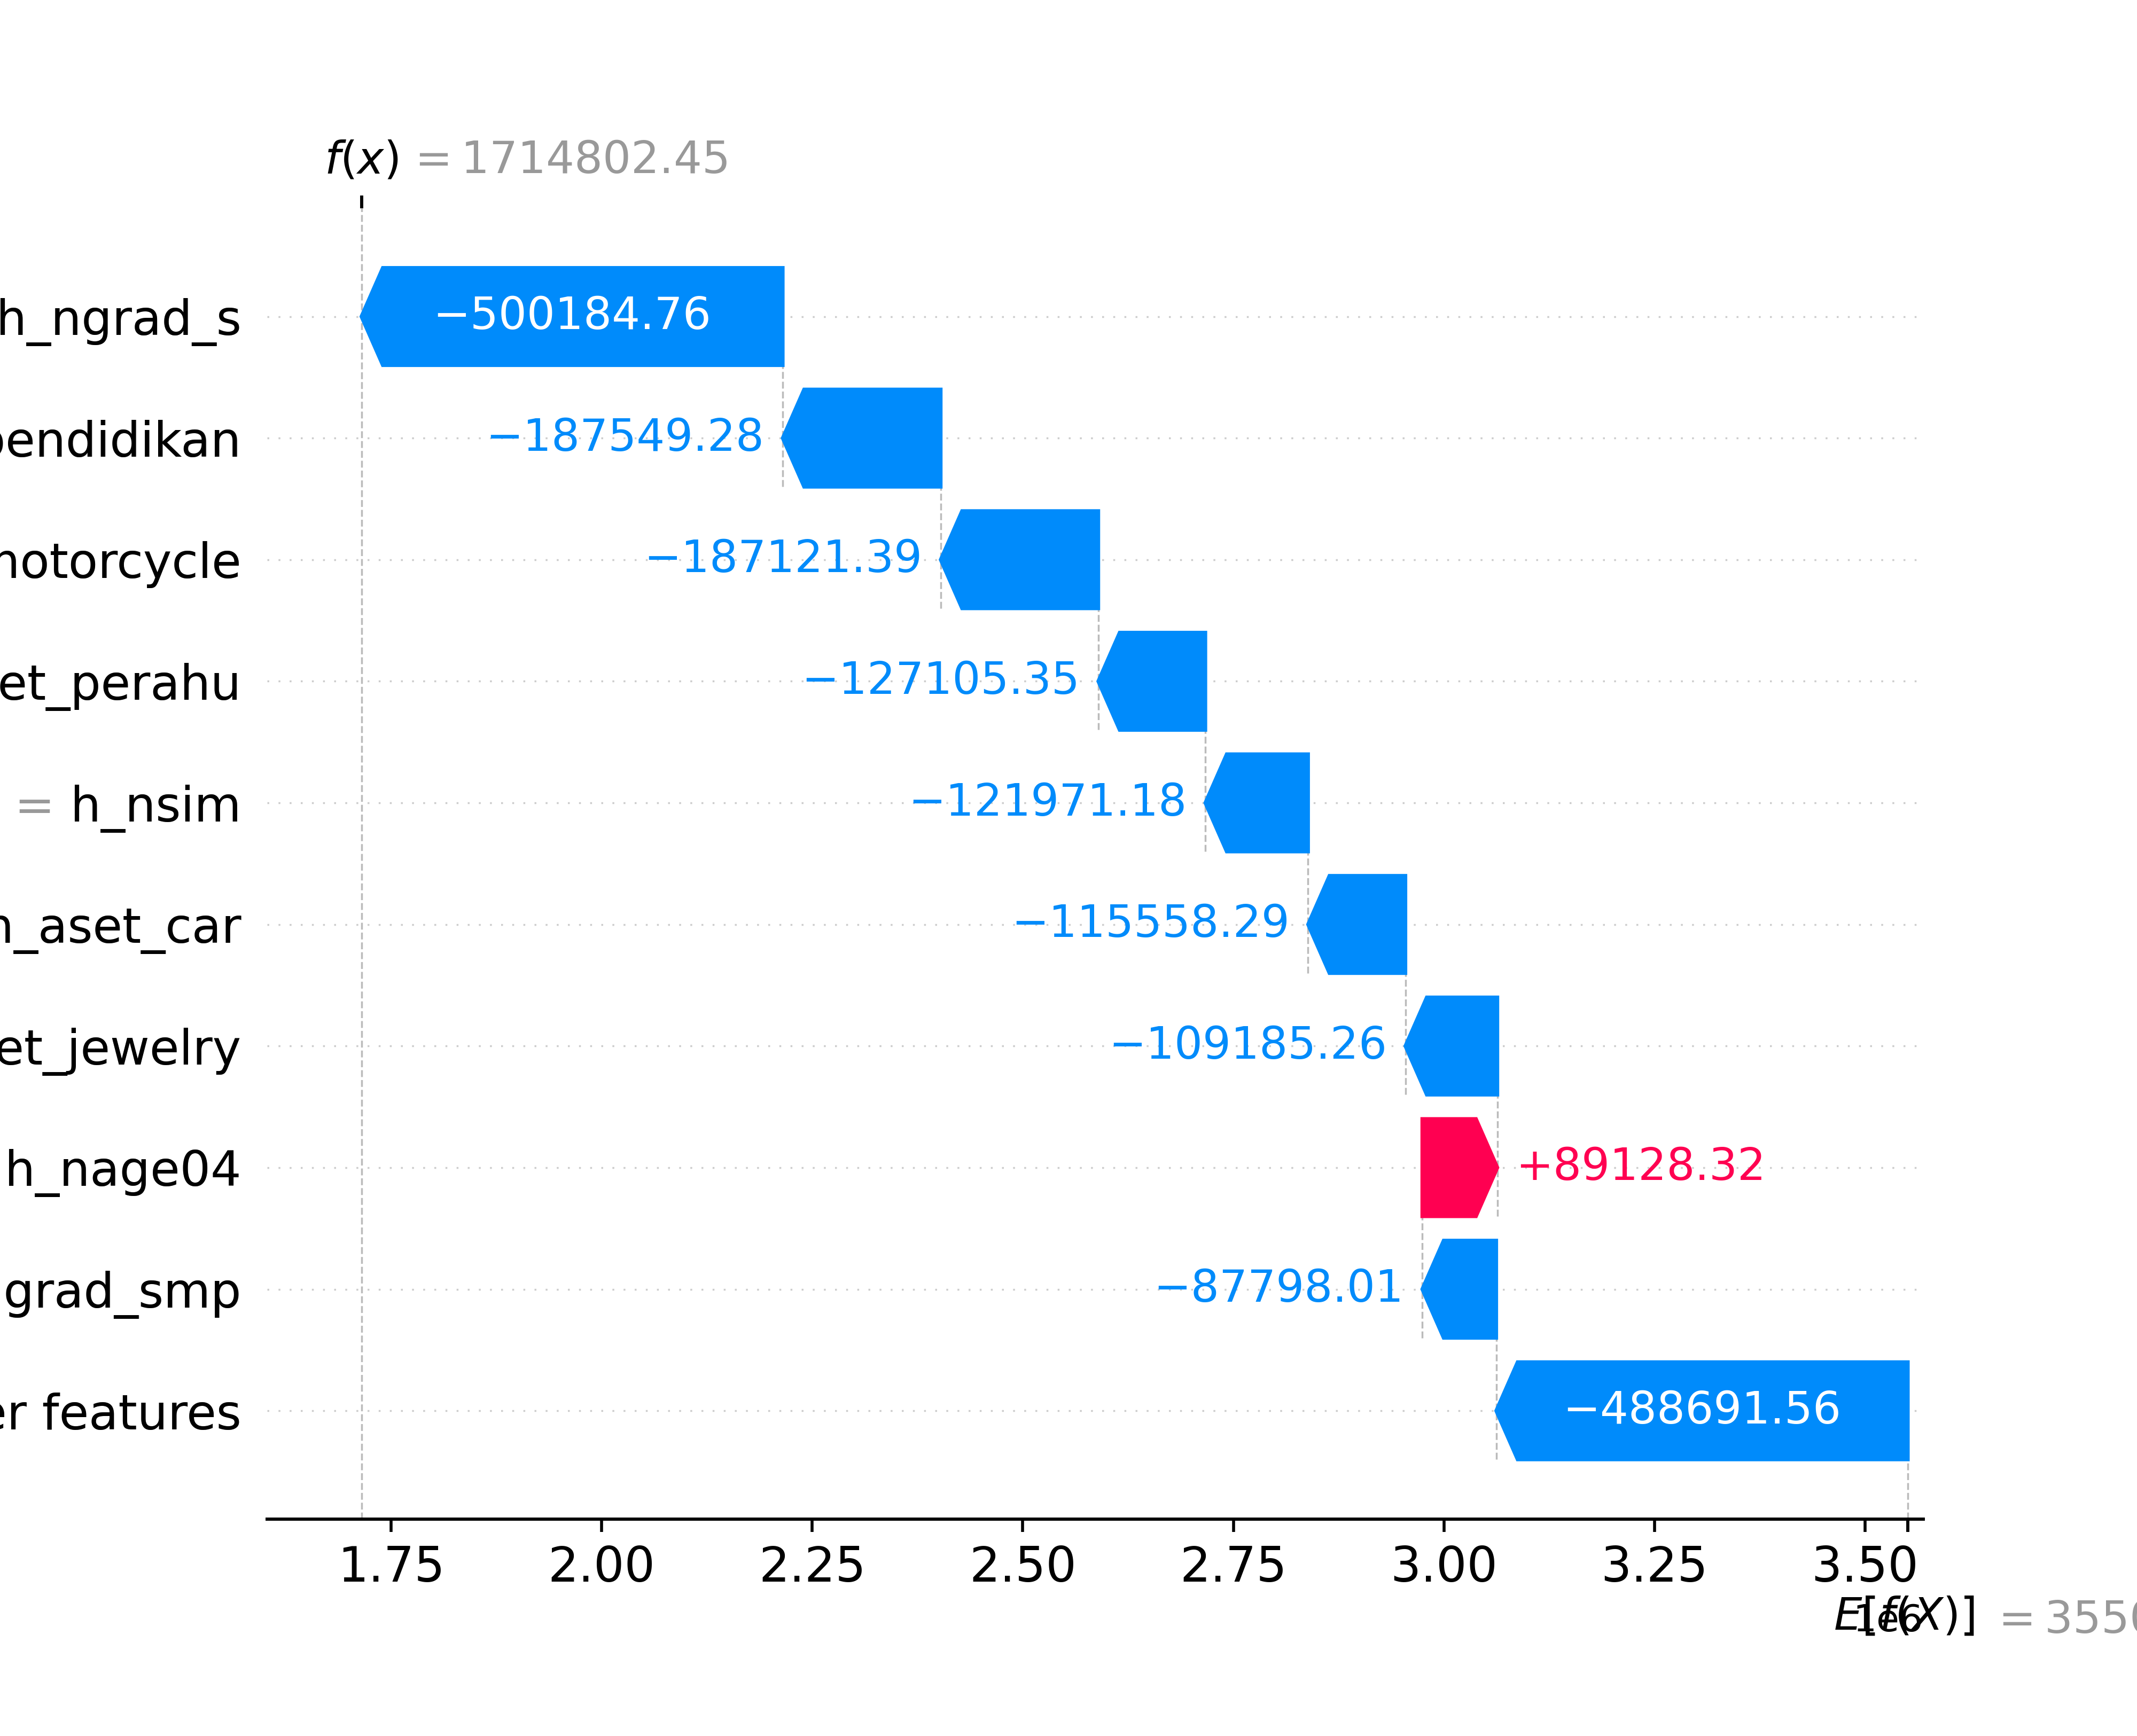 f(x) = 1714802.45
h_ngrad_s −500184.76
pendidikan −187549.28
motorcycle −187121.39
et_perahu −127105.35
= h_nsim −121971.18
h_aset_car −115558.29
et_jewelry −109185.26
h_nage04 +89128.32
grad_smp −87798.01
er features −488691.56
1.75 2.00 2.25 2.50 2.75 3.00 3.25 3.50
1e6
E[f(X)] = 3550